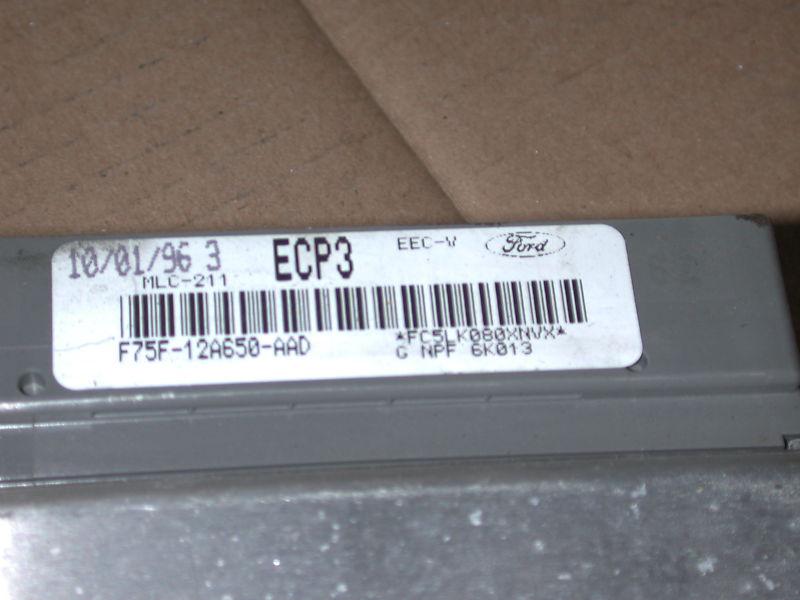 10/01/96 3 ECP3 EEC-V Ford
MLC-211
F75F-12A650-AAD *FC5LK080XNVX*
G NPF 6K013